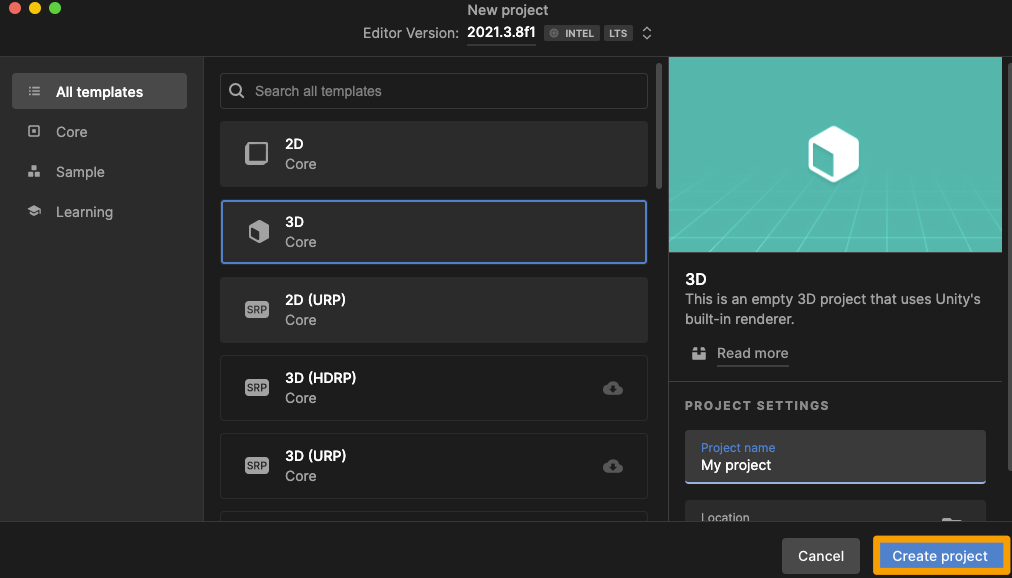 New project
Editor Version: 2021.3.8f1 INTEL LTS
All templates
Core
Sample
Learning
Search all templates
2D
Core
3D
Core
SRP
2D (URP)
Core
SRP
3D (HDRP)
Core
SRP
3D (URP)
Core
3D
This is an empty 3D project that uses Unity's
built-in renderer.
Read more
PROJECT SETTINGS
Project name
My project
Location
Cancel
Create project